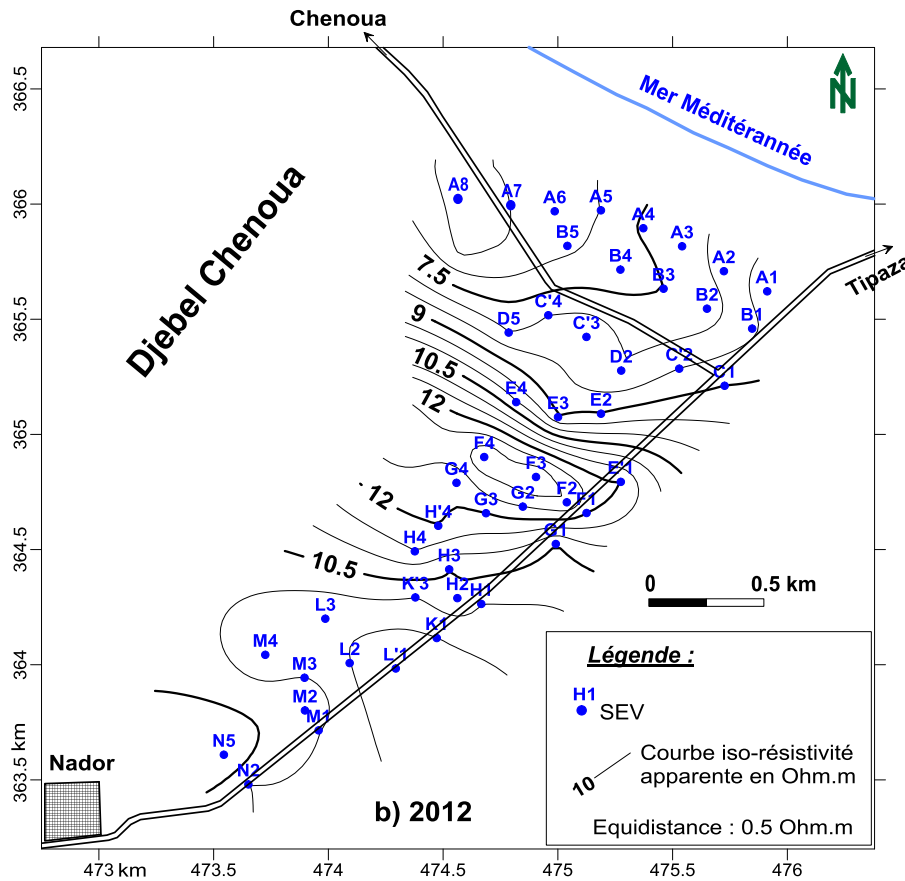 Chenoua
N
Mer Méditérannée
Djebel Chenoua
366.5
366
365.5
365
364.5
364
363.5 km
A8
A7
A6
A5
A4
A3
A2
A1
B5
B4
B3
B2
B1
Tipaza
7.5
C'4
C'3
D5
D2
C'2
C1
9
10.5
E4
E3
E2
12
F4
F3
E'1
G4
G3
G2
F2
F1
12
H'4
G1
H4
H3
10.5
K'3
H2
H1
0
0.5 km
L3
K1
M4
L2
L'1
M3
M2
M1
N5
N2
Nador
b) 2012
Légende :
H1
SEV
10
Courbe iso-résistivité
apparente en Ohm.m
Equidistance : 0.5 Ohm.m
473 km
473.5
474
474.5
475
475.5
476